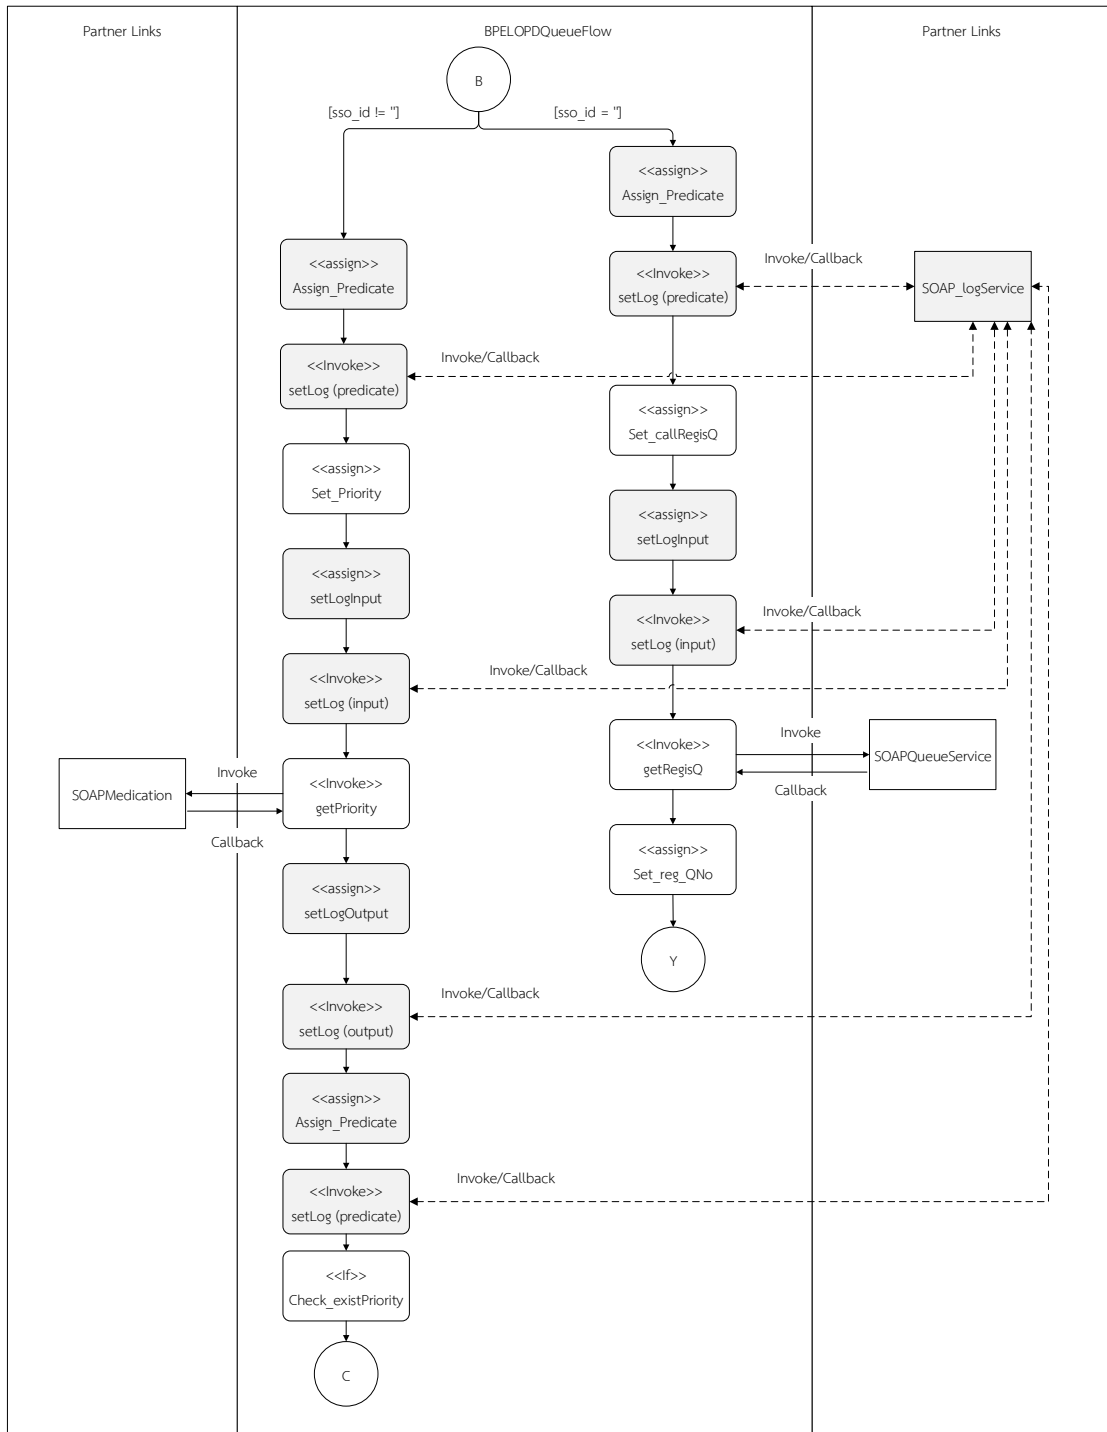 Partner Links
BPELOPDQueueFlow
Partner Links
B
[sso_id != '']
[sso_id = '']
<<assign>>
Assign_Predicate
<<assign>>
Assign_Predicate
<<Invoke>>
setLog (predicate)
Invoke/Callback
SOAP_logService
<<Invoke>>
setLog (predicate)
Invoke/Callback
<<assign>>
Set_callRegisQ
<<assign>>
Set_Priority
<<assign>>
setLogInput
<<assign>>
setLogInput
<<Invoke>>
setLog (input)
Invoke/Callback
<<Invoke>>
setLog (input)
Invoke/Callback
<<Invoke>>
getRegisQ
Invoke
Callback
SOAPQueueService
SOAPMedication
Invoke
Callback
<<Invoke>>
getPriority
<<assign>>
Set_reg_QNo
<<assign>>
setLogOutput
Y
<<Invoke>>
setLog (output)
Invoke/Callback
<<assign>>
Assign_Predicate
<<Invoke>>
setLog (predicate)
Invoke/Callback
<<If>>
Check_existPriority
C